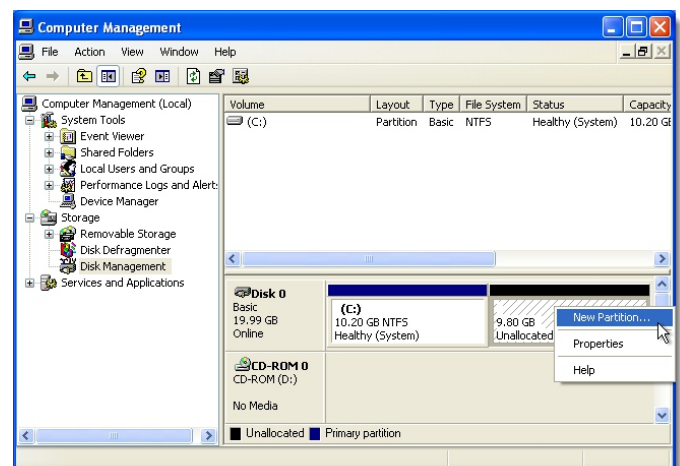 Computer Management
File Action View Window Help
Computer Management (Local)
System Tools
Event Viewer
Shared Folders
Local Users and Groups
Performance Logs and Alert:
Device Manager
Storage
Removable Storage
Disk Defragmenter
Disk Management
Services and Applications
Volume Layout Type File System Status Capacity
(C:) Partition Basic NTFS Healthy (System) 10.20 GB
Disk 0
Basic
19.99 GB
Online
(C:)
10.20 GB NTFS
Healthy (System)
9.80 GB
Unallocated
New Partition...
Properties
Help
CD-ROM 0
CD-ROM (D:)
No Media
Unallocated Primary partition